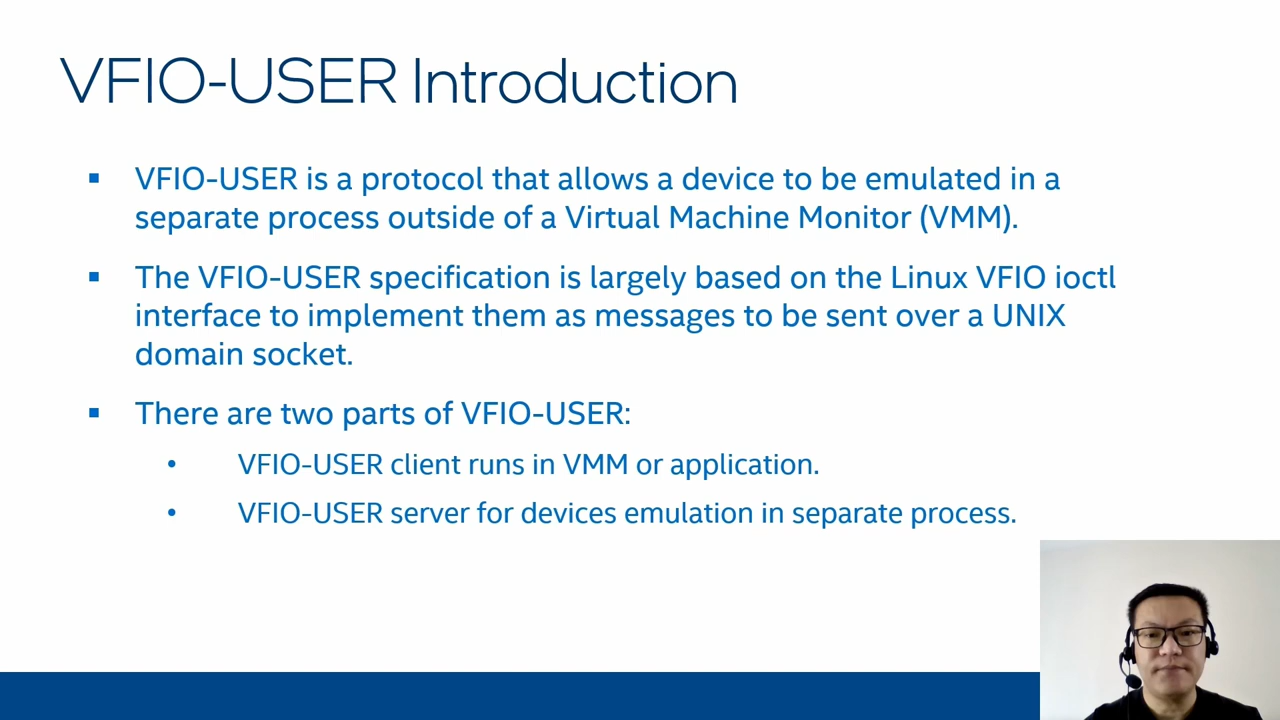 VFIO-USER Introduction
▪ VFIO-USER is a protocol that allows a device to be emulated in a
separate process outside of a Virtual Machine Monitor (VMM).
▪ The VFIO-USER specification is largely based on the Linux VFIO ioctl
interface to implement them as messages to be sent over a UNIX
domain socket.
▪ There are two parts of VFIO-USER:
• VFIO-USER client runs in VMM or application.
• VFIO-USER server for devices emulation in separate process.